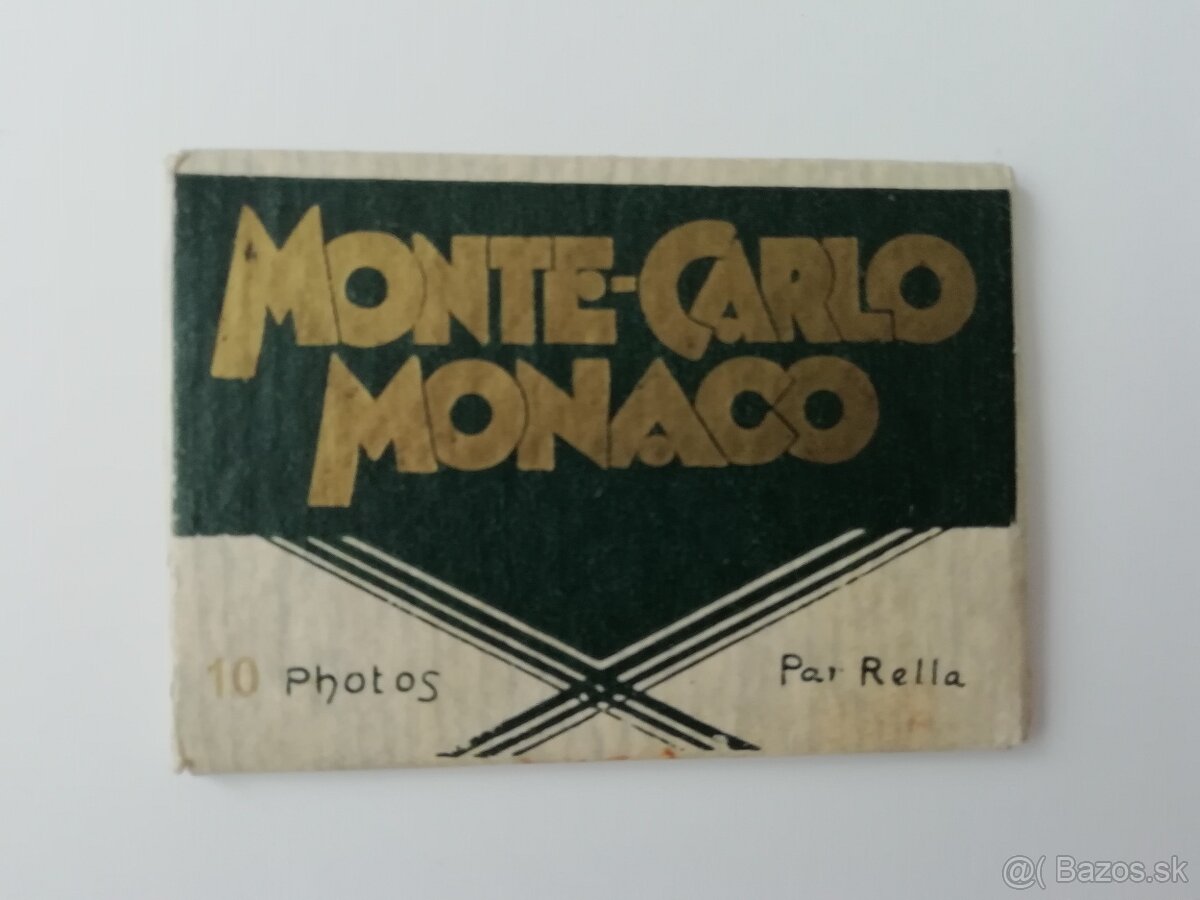 MONTE-CARLO
MONACO
10 Photos
Par Rella
@( Bazos.sk